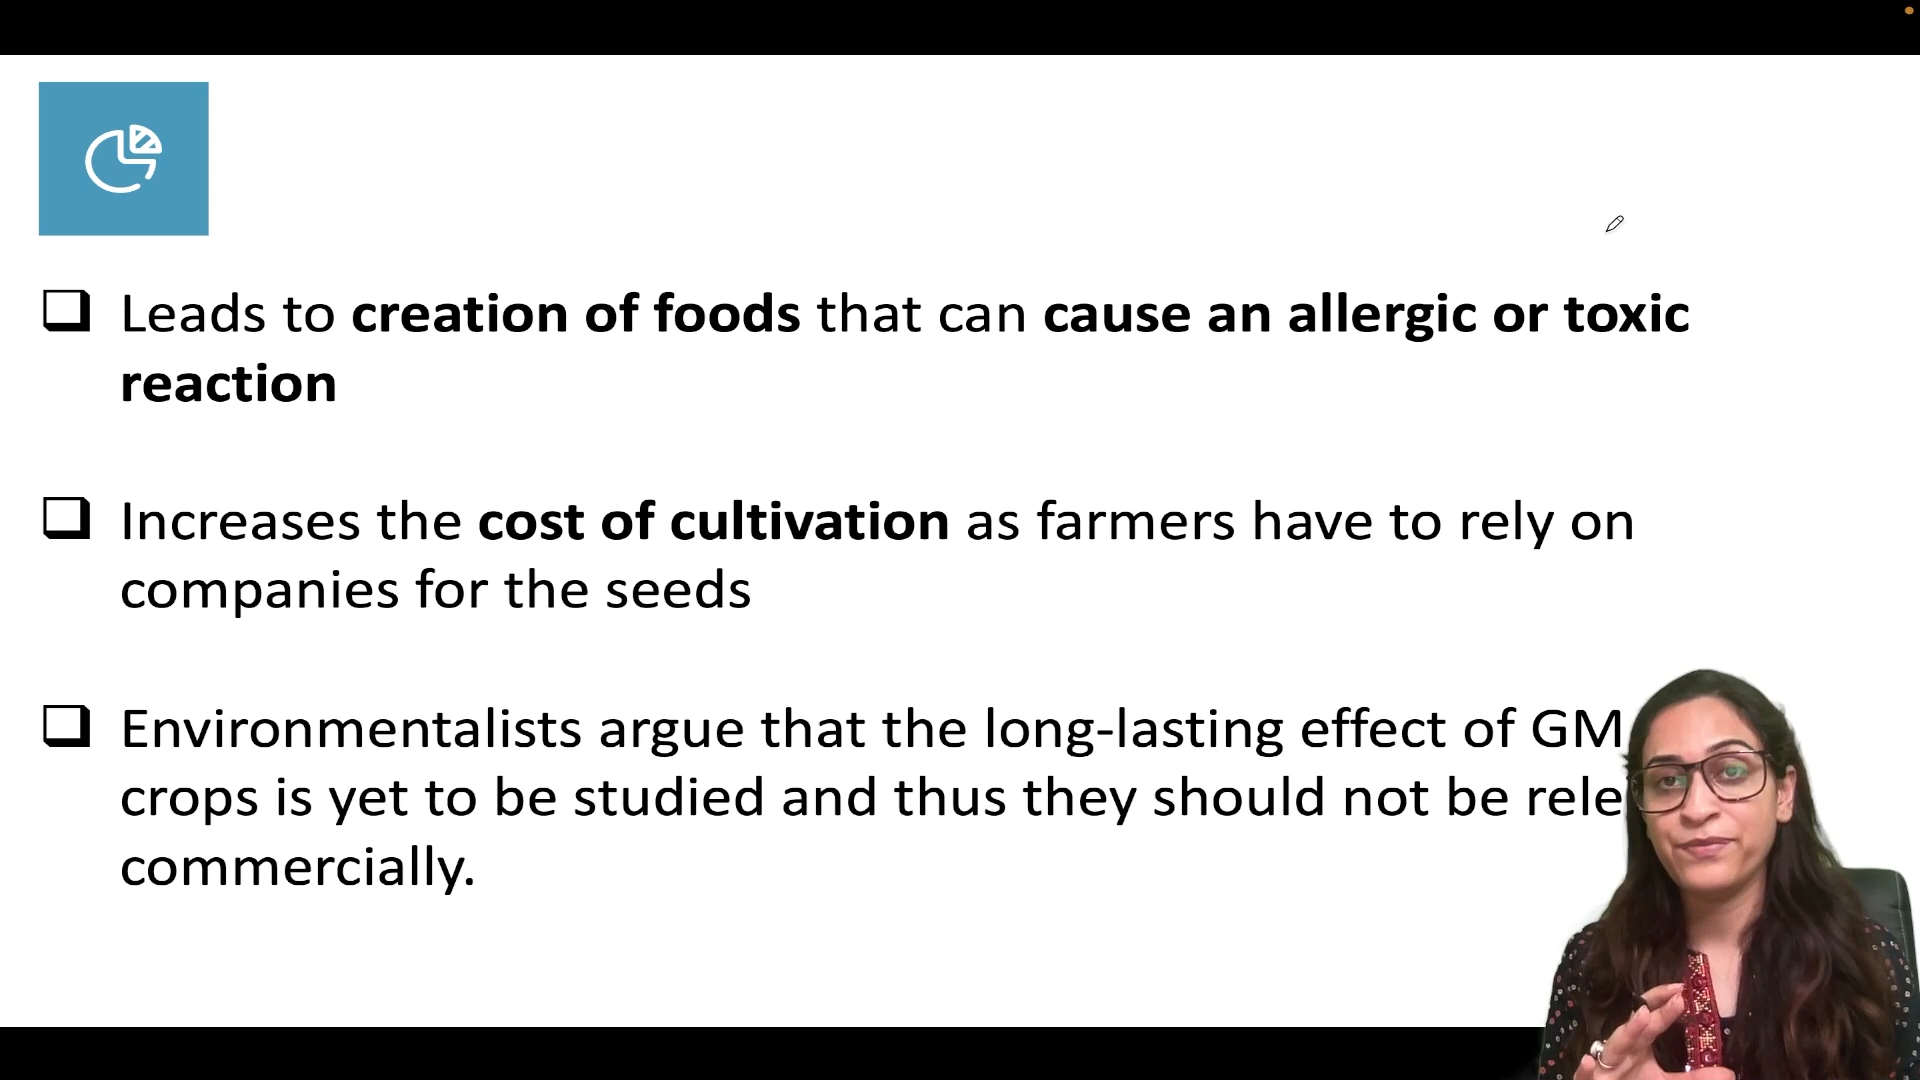 Leads to creation of foods that can cause an allergic or toxic
reaction
Increases the cost of cultivation as farmers have to rely on
companies for the seeds
Environmentalists argue that the long-lasting effect of GM
crops is yet to be studied and thus they should not be
commercially.